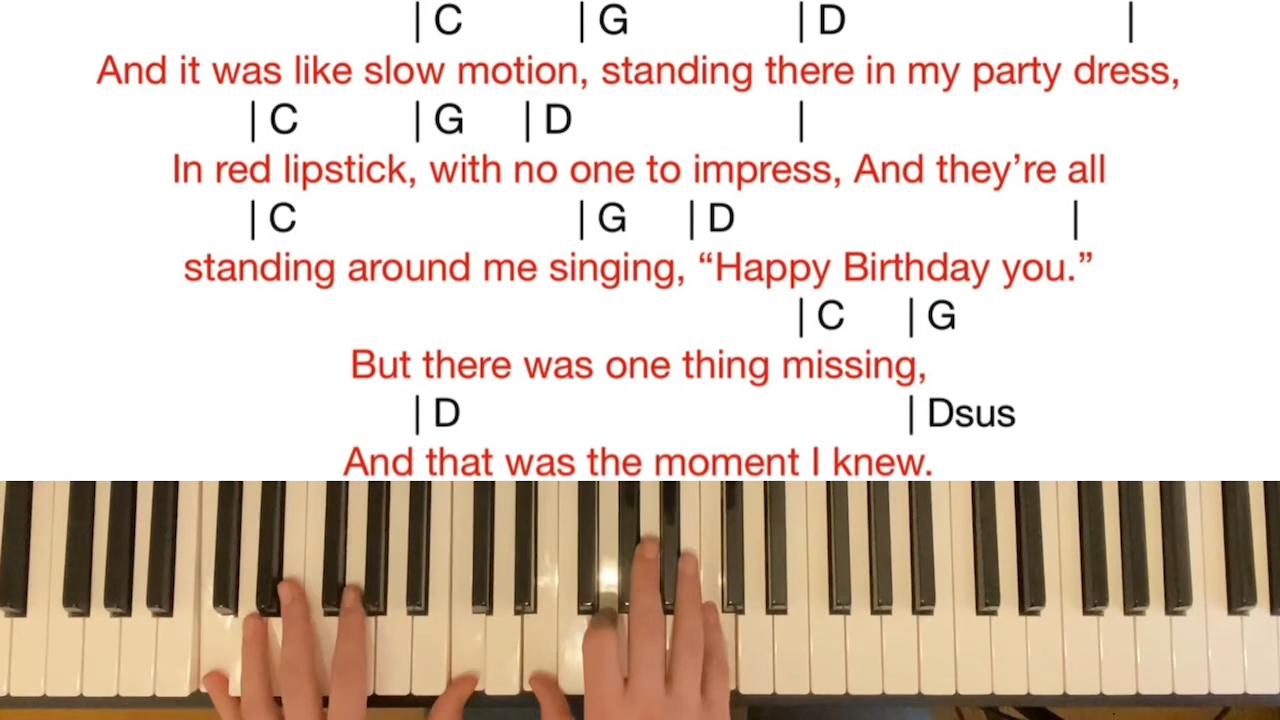 | C | G | D |
And it was like slow motion, standing there in my party dress,
| C | G | D |
In red lipstick, with no one to impress, And they’re all
| C | G | D |
standing around me singing, “Happy Birthday you.”
| C | G
But there was one thing missing,
| D | Dsus
And that was the moment I knew.